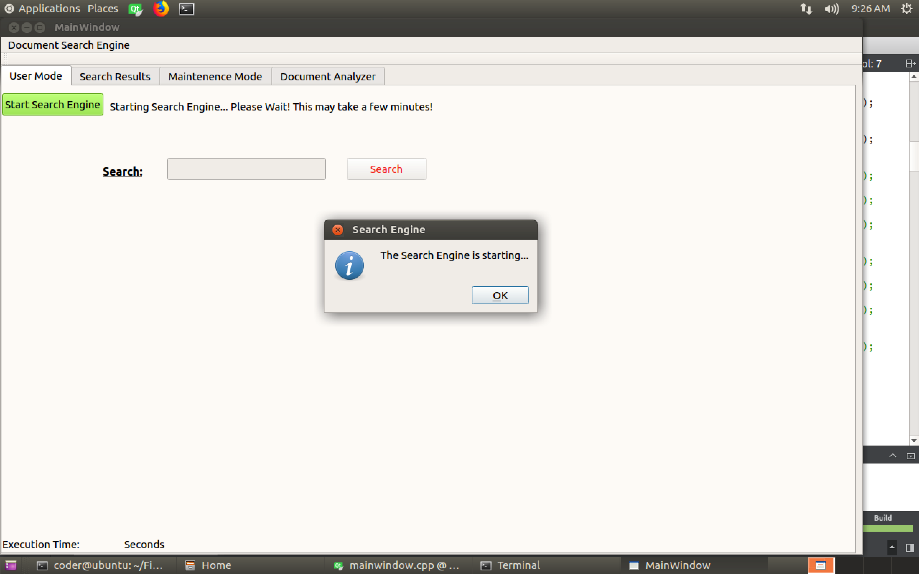 Applications Places 9:26 AM
MainWindow
Document Search Engine
User Mode Search Results Maintenence Mode Document Analyzer
Start Search Engine Starting Search Engine... Please Wait! This may take a few minutes!
Search: Search
Search Engine
The Search Engine is starting...
OK
Execution Time: Seconds
ol: 7
);
);
);
);
);
);
);
);
);
Build
coder@ubuntu: ~/Fi... Home mainwindow.cpp @ ... Terminal MainWindow